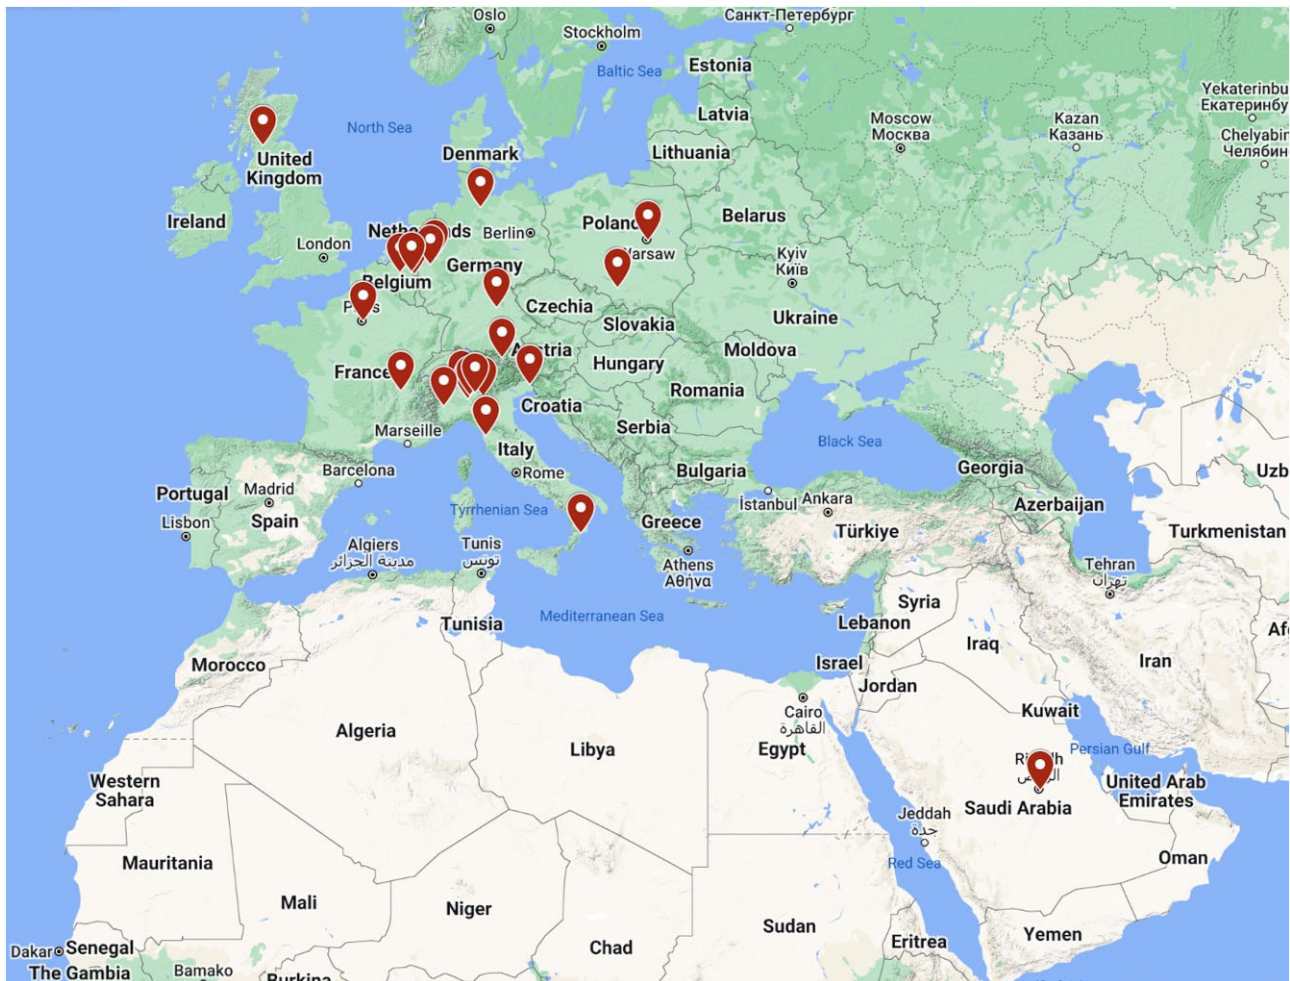 Oslo
Санкт-Петербург
Stockholm
Estonia
Baltic Sea
Yekaterinbu
Екатеринбу
Latvia
Moscow
Москва
Kazan
Казань
Chelyabin
Челябин
North Sea
Denmark
Lithuania
United
Kingdom
Ireland
Poland
Belarus
London
Berlin
Warsaw
Germany
Belgium
Kyiv
Київ
Czechia
Slovakia
Ukraine
Austria
Moldova
France
Hungary
Romania
Croatia
Marseille
Serbia
Black Sea
Italy
Barcelona
Rome
Bulgaria
Georgia
Uzb
Portugal
Madrid
Lisbon
Spain
Tyrrhenian Sea
İstanbul
Ankara
Azerbaijan
Greece
Türkiye
Turkmenistan
Algiers
مدينة الجزائر
Tunis
تونس
Athens
Αθήνα
Tehran
تهران
Syria
Mediterranean Sea
Tunisia
Lebanon
Iraq
Afg
Morocco
Israel
Iran
Jordan
Cairo
القاهرة
Kuwait
Algeria
Libya
Egypt
Persian Gulf
Western
Sahara
United Arab
Emirates
Saudi Arabia
Jeddah
جدة
Mauritania
Red Sea
Oman
Mali
Niger
Chad
Sudan
Eritrea
Yemen
Dakar
Senegal
The Gambia
Bamako